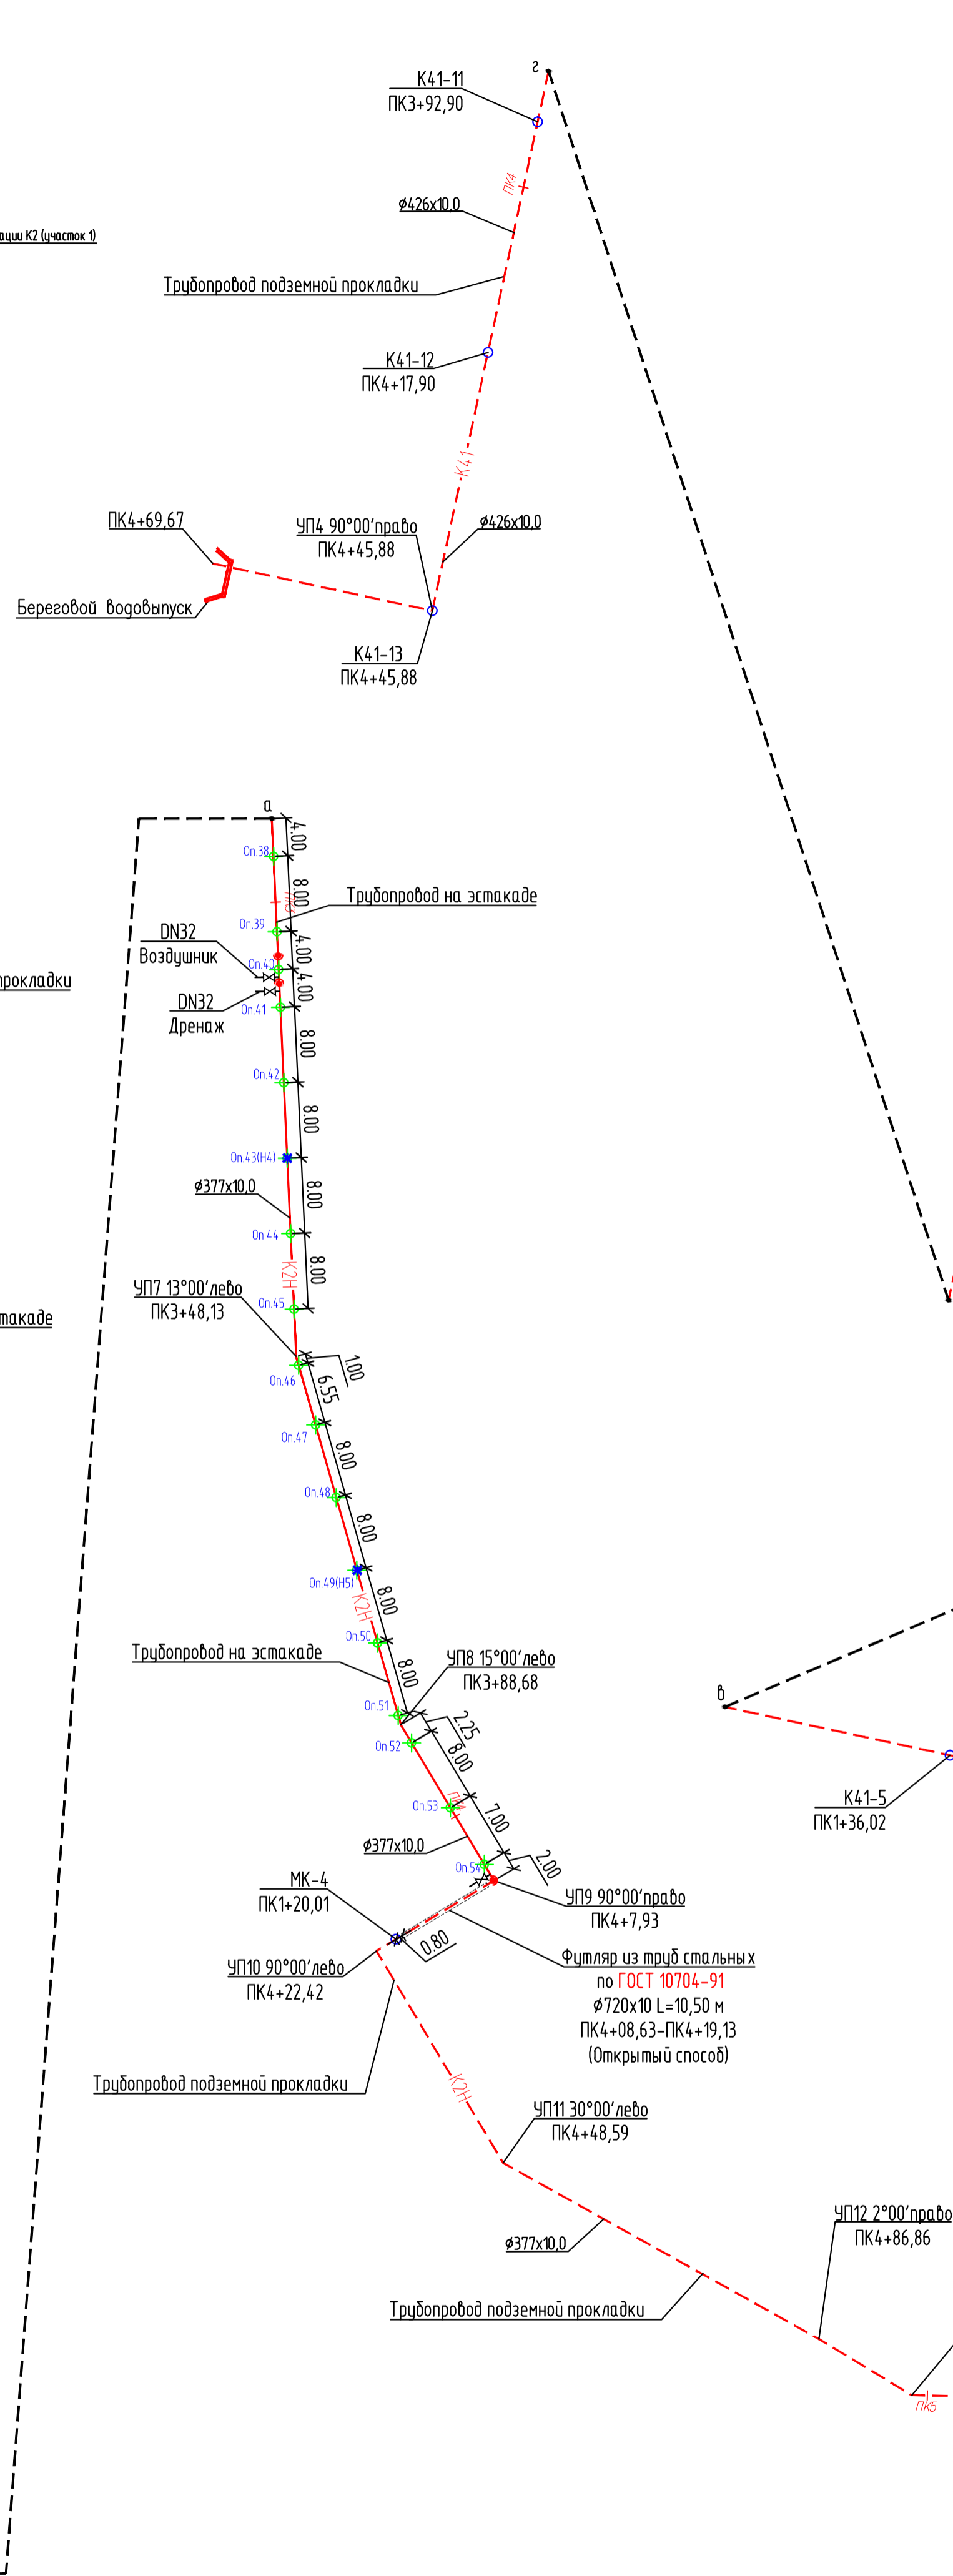 г
К41-11
ПК3+92,90
ПК4
⌀426х10,0
ации К2 (участок 1)
Трубопровод подземной прокладки
К41-12
ПК4+17,90
К41
ПК4+69,67
УП4 90°00'право
ПК4+45,88
⌀426х10,0
Береговой водовыпуск
К41-13
ПК4+45,88
а
4.00
Оп.38
8.00
ПК3
Трубопровод на эстакаде
Оп.39
DN32
Воздушник
4.00
Оп.40
4.00
прокладки
DN32
Дренаж
Оп.41
8.00
Оп.42
8.00
Оп.43(Н4)
⌀377х10,0
8.00
Оп.44
8.00
К2Н
УП7 13°00'лево
ПК3+48,13
Оп.45
такаде
1.00
Оп.46
6.55
Оп.47
8.00
Оп.48
8.00
Оп.49(Н5)
8.00
К2Н
Оп.50
Трубопровод на эстакаде
8.00
УП8 15°00'лево
ПК3+88,68
в
Оп.51
2.25
Оп.52
8.00
К41-5
ПК1+36,02
Оп.53
ПК4
7.00
⌀377х10,0
Оп.54
2.00
МК-4
ПК1+20,01
УП9 90°00'право
ПК4+7,93
0.80
УП10 90°00'лево
ПК4+22,42
Футляр из труб стальных
по ГОСТ 10704-91
⌀720х10 L=10,50 м
ПК4+08,63-ПК4+19,13
(Открытый способ)
Трубопровод подземной прокладки
К2Н
УП11 30°00'лево
ПК4+48,59
УП12 2°00'право
ПК4+86,86
⌀377х10,0
Трубопровод подземной прокладки
ПК5